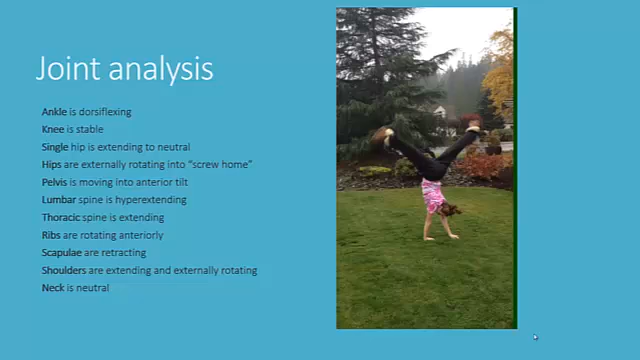 Joint analysis
Ankle is dorsiflexing
Knee is stable
Single hip is extending to neutral
Hips are externally rotating into “screw home”
Pelvis is moving into anterior tilt
Lumbar spine is hyperextending
Thoracic spine is extending
Ribs are rotating anteriorly
Scapulae are retracting
Shoulders are extending and externally rotating
Neck is neutral